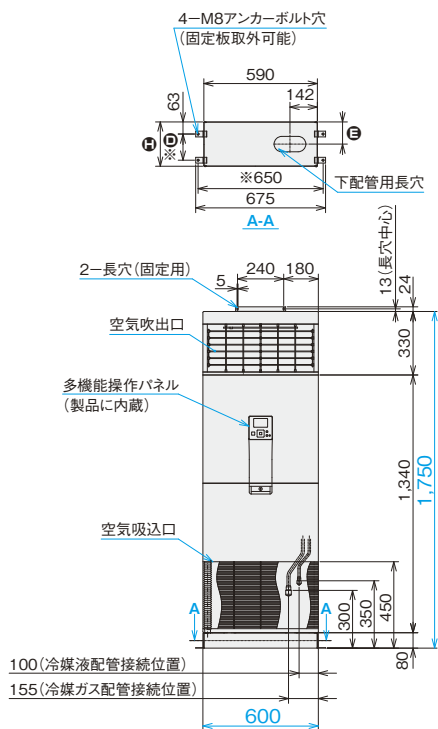 4－M8アンカーボルト穴
(固定板取外可能)
590
142
63
Ⓗ
Ⓓ
※
Ⓔ
下配管用長穴
※650
675
A-A
2－長穴(固定用)
5
240
180
13(長穴中心)
24
空気吹出口
330
多機能操作パネル
(製品に内蔵)
1,340
1,750
空気吸込口
A
A
300
350
450
80
100(冷媒液配管接続位置)
155(冷媒ガス配管接続位置)
600